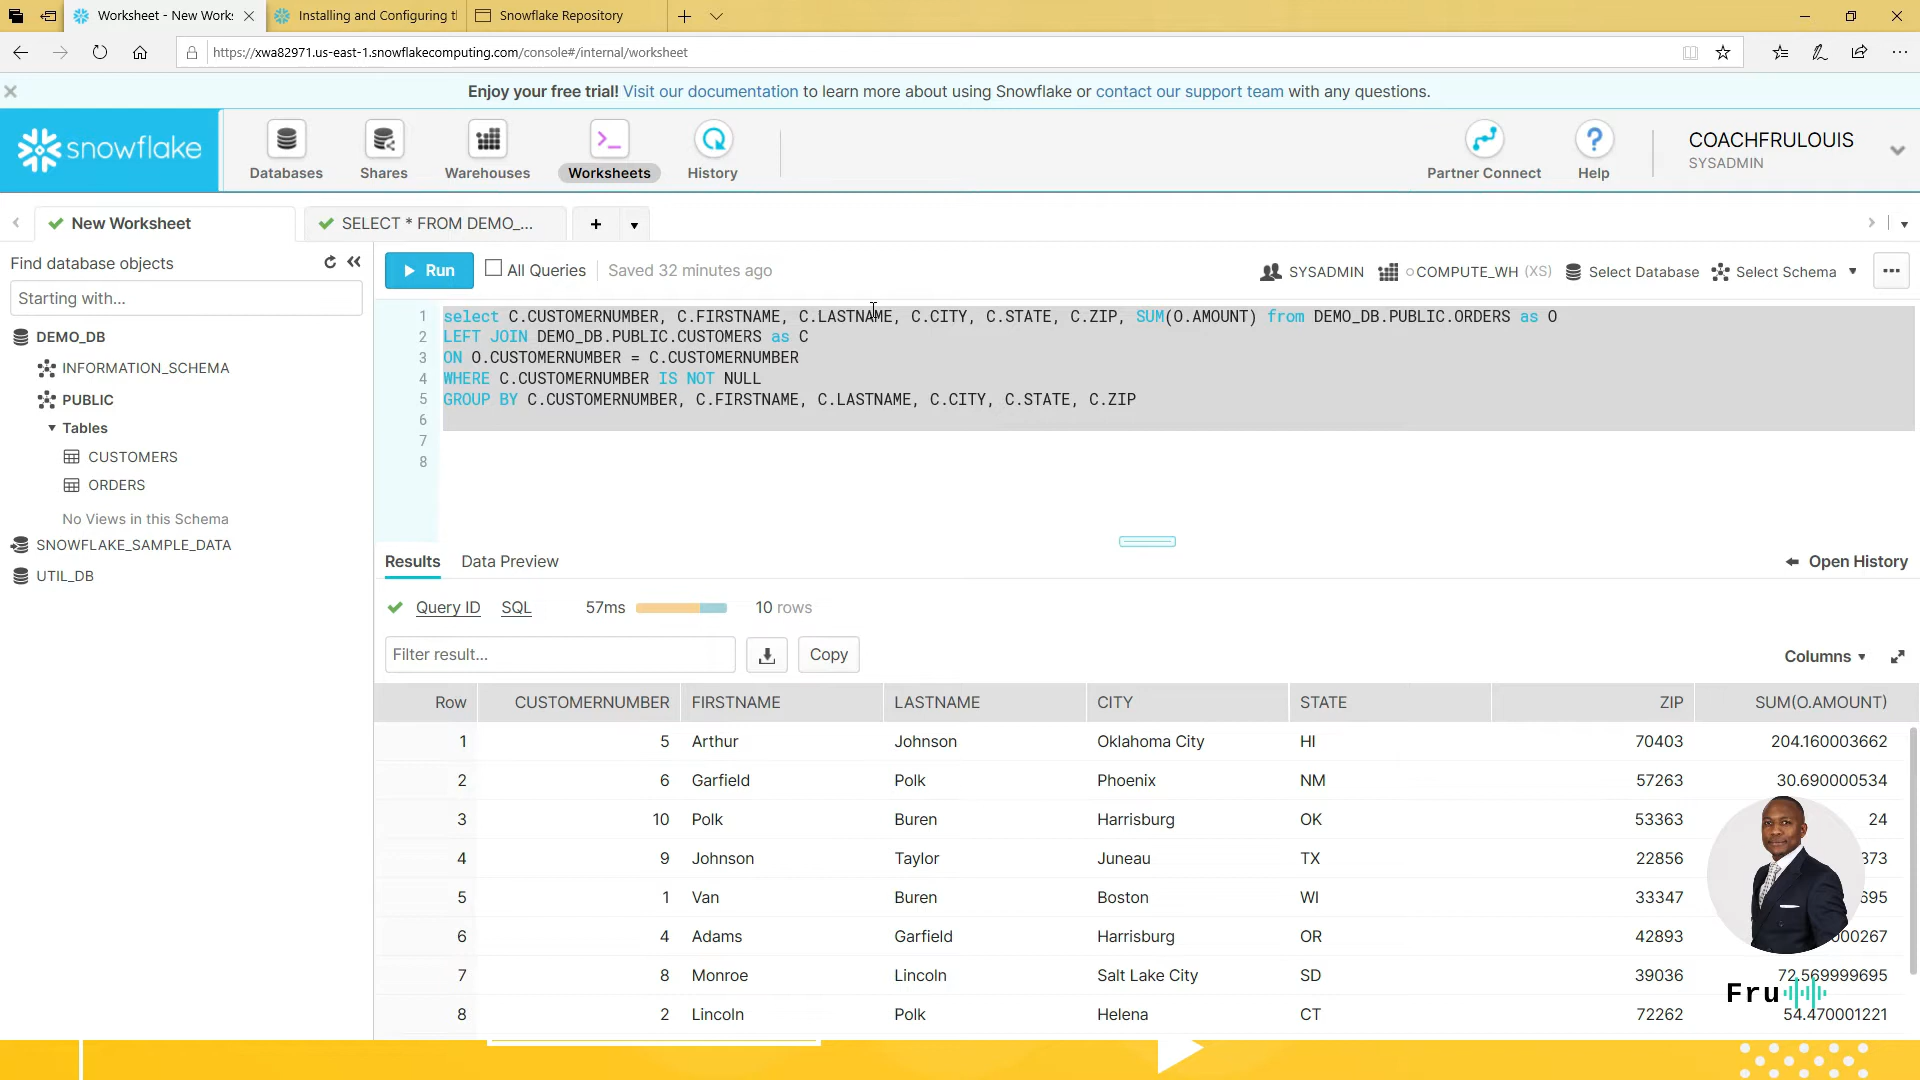 Worksheet - New Works
Installing and Configuring t
Snowflake Repository
https://xwa82971.us-east-1.snowflakecomputing.com/console#/internal/worksheet
Enjoy your free trial! Visit our documentation to learn more about using Snowflake or contact our support team with any questions.
snowflake
Databases
Shares
Warehouses
Worksheets
History
Partner Connect
Help
COACHFRULOUIS
SYSADMIN
New Worksheet
SELECT * FROM DEMO_...
Find database objects
Starting with...
DEMO_DB
INFORMATION_SCHEMA
PUBLIC
Tables
CUSTOMERS
ORDERS
No Views in this Schema
SNOWFLAKE_SAMPLE_DATA
UTIL_DB
Run
All Queries
Saved 32 minutes ago
SYSADMIN
COMPUTE_WH (XS)
Select Database
Select Schema
1 select C.CUSTOMERNUMBER, C.FIRSTNAME, C.LASTNAME, C.CITY, C.STATE, C.ZIP, SUM(O.AMOUNT) from DEMO_DB.PUBLIC.ORDERS as O
2 LEFT JOIN DEMO_DB.PUBLIC.CUSTOMERS as C
3 ON O.CUSTOMERNUMBER = C.CUSTOMERNUMBER
4 WHERE C.CUSTOMERNUMBER IS NOT NULL
5 GROUP BY C.CUSTOMERNUMBER, C.FIRSTNAME, C.LASTNAME, C.CITY, C.STATE, C.ZIP
6
7
8
Results
Data Preview
Open History
Query ID
SQL
57ms
10 rows
Filter result...
Copy
Columns
Row CUSTOMERNUMBER FIRSTNAME LASTNAME CITY STATE ZIP SUM(O.AMOUNT)
1 5 Arthur Johnson Oklahoma City HI 70403 204.160003662
2 6 Garfield Polk Phoenix NM 57263 30.690000534
3 10 Polk Buren Harrisburg OK 53363 24
4 9 Johnson Taylor Juneau TX 22856 373
5 1 Van Buren Boston WI 33347 695
6 4 Adams Garfield Harrisburg OR 42893 000267
7 8 Monroe Lincoln Salt Lake City SD 39036 72.569999695
8 2 Lincoln Polk Helena CT 72262 54.470001221
Fru